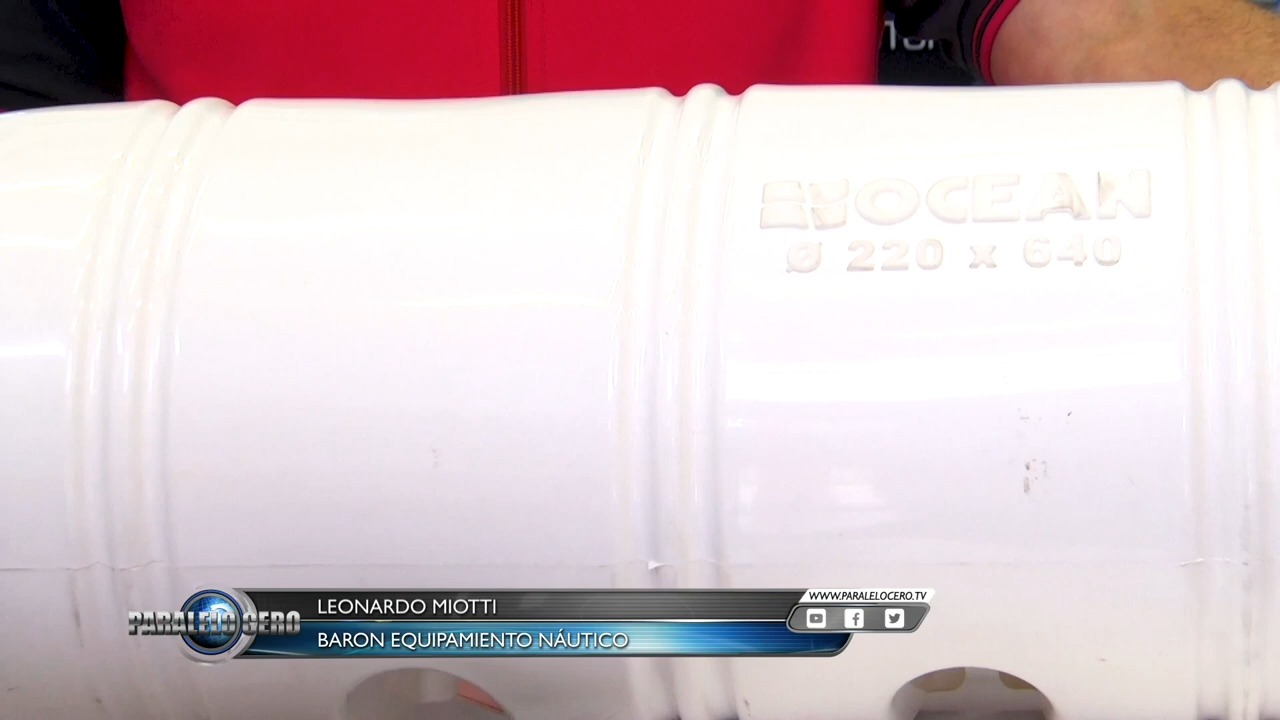 OCEAN
Ø 220 x 640
PARALELO CERO
LEONARDO MIOTTI
BARON EQUIPAMIENTO NÁUTICO
WWW.PARALELOCERO.TV